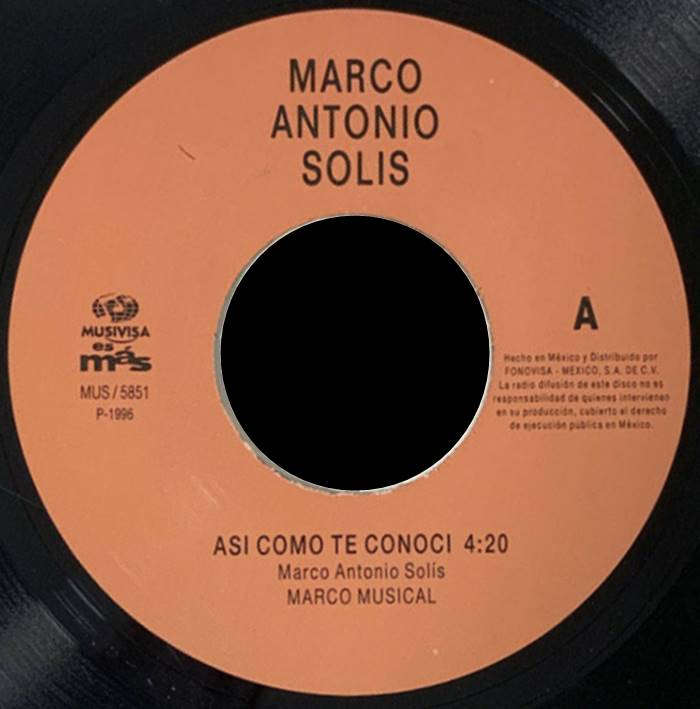 MARCO
ANTONIO
SOLIS
MUSIVISA
es
más
MUS / 5851
P-1996
A
Hecho en México y Distribuido por
FONOVISA - MEXICO, S.A. DE C.V.
La radio difusión de este disco no es
responsabilidad de quienes intervienen
en su producción, cubierto el derecho
de ejecución pública en México.
ASI COMO TE CONOCI 4:20
Marco Antonio Solís
MARCO MUSICAL